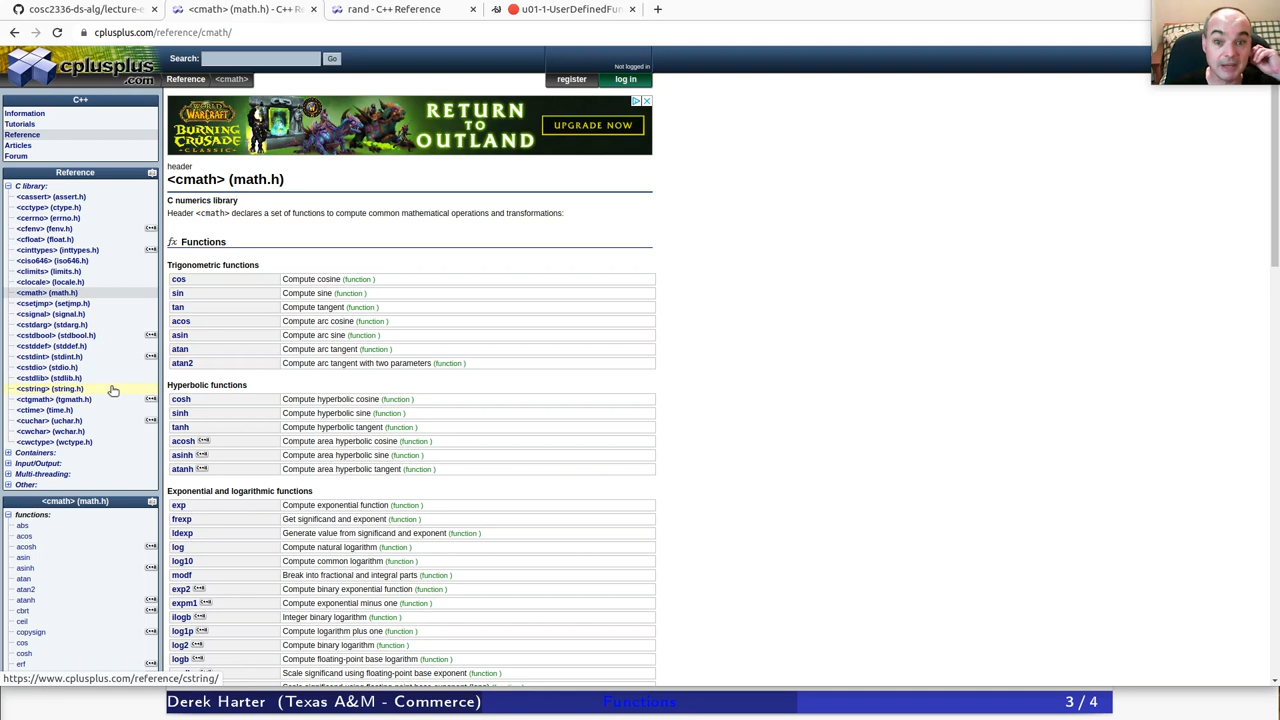 cosc2336-ds-alg/lecture-e
<cmath> (math.h) - C++ R
rand - C++ Reference
u01-1-UserDefinedFun
cplusplus.com/reference/cmath/
cplusplus
.com
Search:
Go
Not logged in
Reference
<cmath>
register
log in
C++
Information
Tutorials
Reference
Articles
Forum
Reference
C library:
<cassert> (assert.h)
<cctype> (ctype.h)
<cerrno> (errno.h)
<cfenv> (fenv.h)
<cfloat> (float.h)
<cinttypes> (inttypes.h)
<ciso646> (iso646.h)
<climits> (limits.h)
<clocale> (locale.h)
<cmath> (math.h)
<csetjmp> (setjmp.h)
<csignal> (signal.h)
<cstdarg> (stdarg.h)
<cstdbool> (stdbool.h)
<cstddef> (stddef.h)
<cstdint> (stdint.h)
<cstdio> (stdio.h)
<cstdlib> (stdlib.h)
<cstring> (string.h)
<ctgmath> (tgmath.h)
<ctime> (time.h)
<cuchar> (uchar.h)
<cwchar> (wchar.h)
<cwctype> (wctype.h)
Containers:
Input/Output:
Multi-threading:
Other:
<cmath> (math.h)
functions:
abs
acos
acosh
asin
asinh
atan
atan2
atanh
cbrt
ceil
copysign
cos
cosh
erf
https://www.cplusplus.com/reference/cstring/
WORLD WARCRAFT
BURNING CRUSADE
CLASSIC
RETURN TO OUTLAND
UPGRADE NOW
header
<cmath> (math.h)
C numerics library
Header <cmath> declares a set of functions to compute common mathematical operations and transformations:
fx Functions
Trigonometric functions
cos Compute cosine (function )
sin Compute sine (function )
tan Compute tangent (function )
acos Compute arc cosine (function )
asin Compute arc sine (function )
atan Compute arc tangent (function )
atan2 Compute arc tangent with two parameters (function )
Hyperbolic functions
cosh Compute hyperbolic cosine (function )
sinh Compute hyperbolic sine (function )
tanh Compute hyperbolic tangent (function )
acosh Compute area hyperbolic cosine (function )
asinh Compute area hyperbolic sine (function )
atanh Compute area hyperbolic tangent (function )
Exponential and logarithmic functions
exp Compute exponential function (function )
frexp Get significand and exponent (function )
ldexp Generate value from significand and exponent (function )
log Compute natural logarithm (function )
log10 Compute common logarithm (function )
modf Break into fractional and integral parts (function )
exp2 Compute binary exponential function (function )
expm1 Compute exponential minus one (function )
ilogb Integer binary logarithm (function )
log1p Compute logarithm plus one (function )
log2 Compute binary logarithm (function )
logb Compute floating-point base logarithm (function )
Scale significand using floating-point base exponent (function )
Derek Harter (Texas A&M - Commerce)
Functions
3 / 4